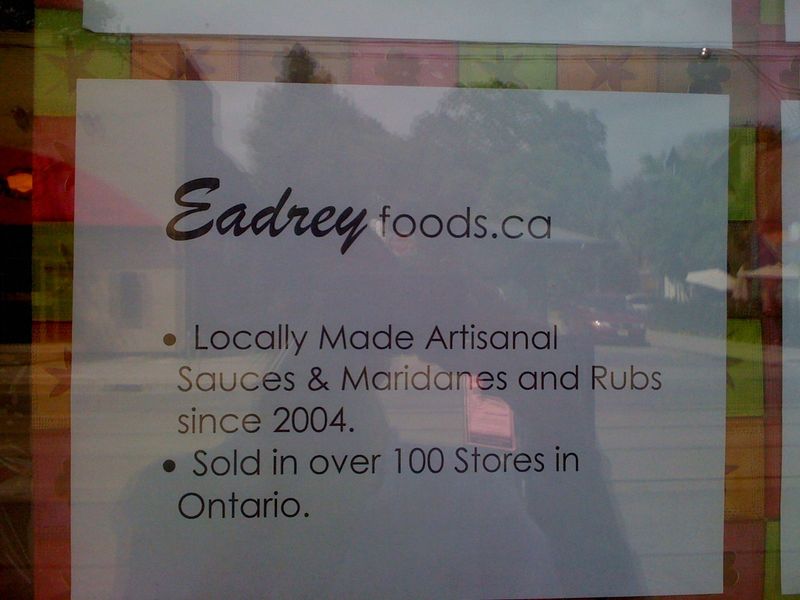 Eadrey foods.ca
• Locally Made Artisanal
Sauces & Maridanes and Rubs
since 2004.
• Sold in over 100 Stores in
Ontario.